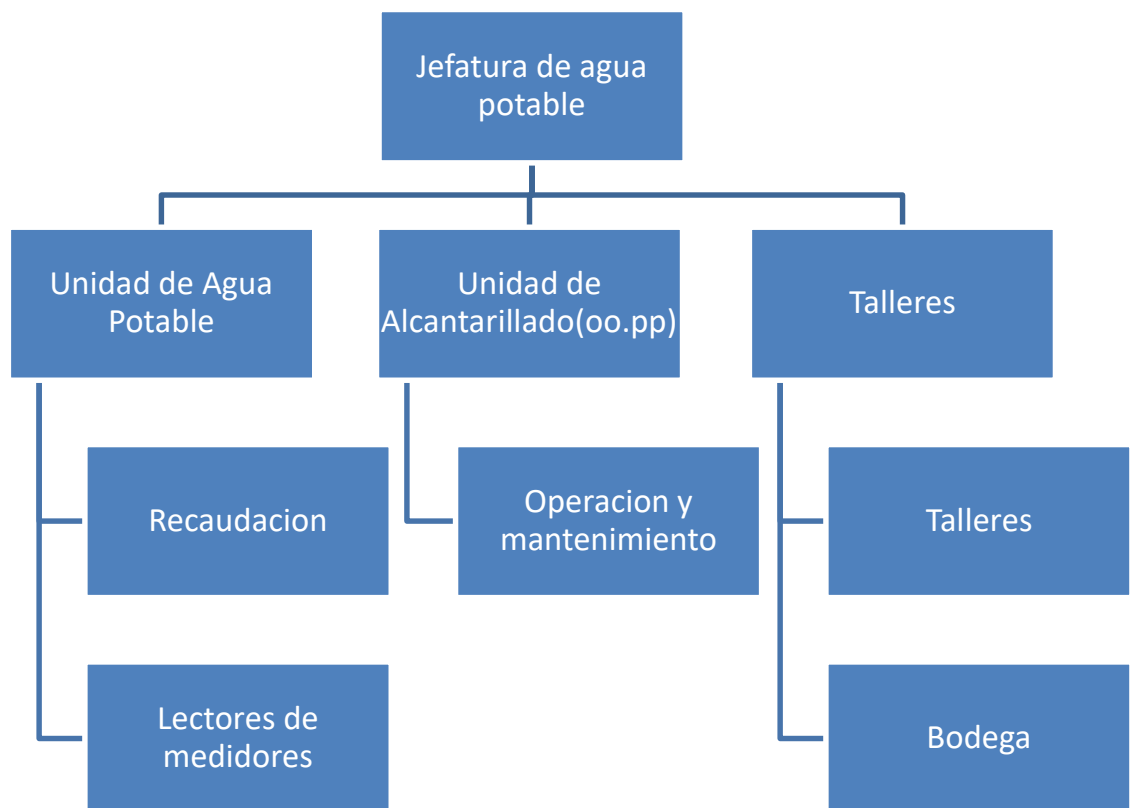 Jefatura de agua
potable
Unidad de Agua
Potable
Unidad de
Alcantarillado(oo.pp)
Talleres
Recaudacion
Operacion y
mantenimiento
Talleres
Lectores de
medidores
Bodega